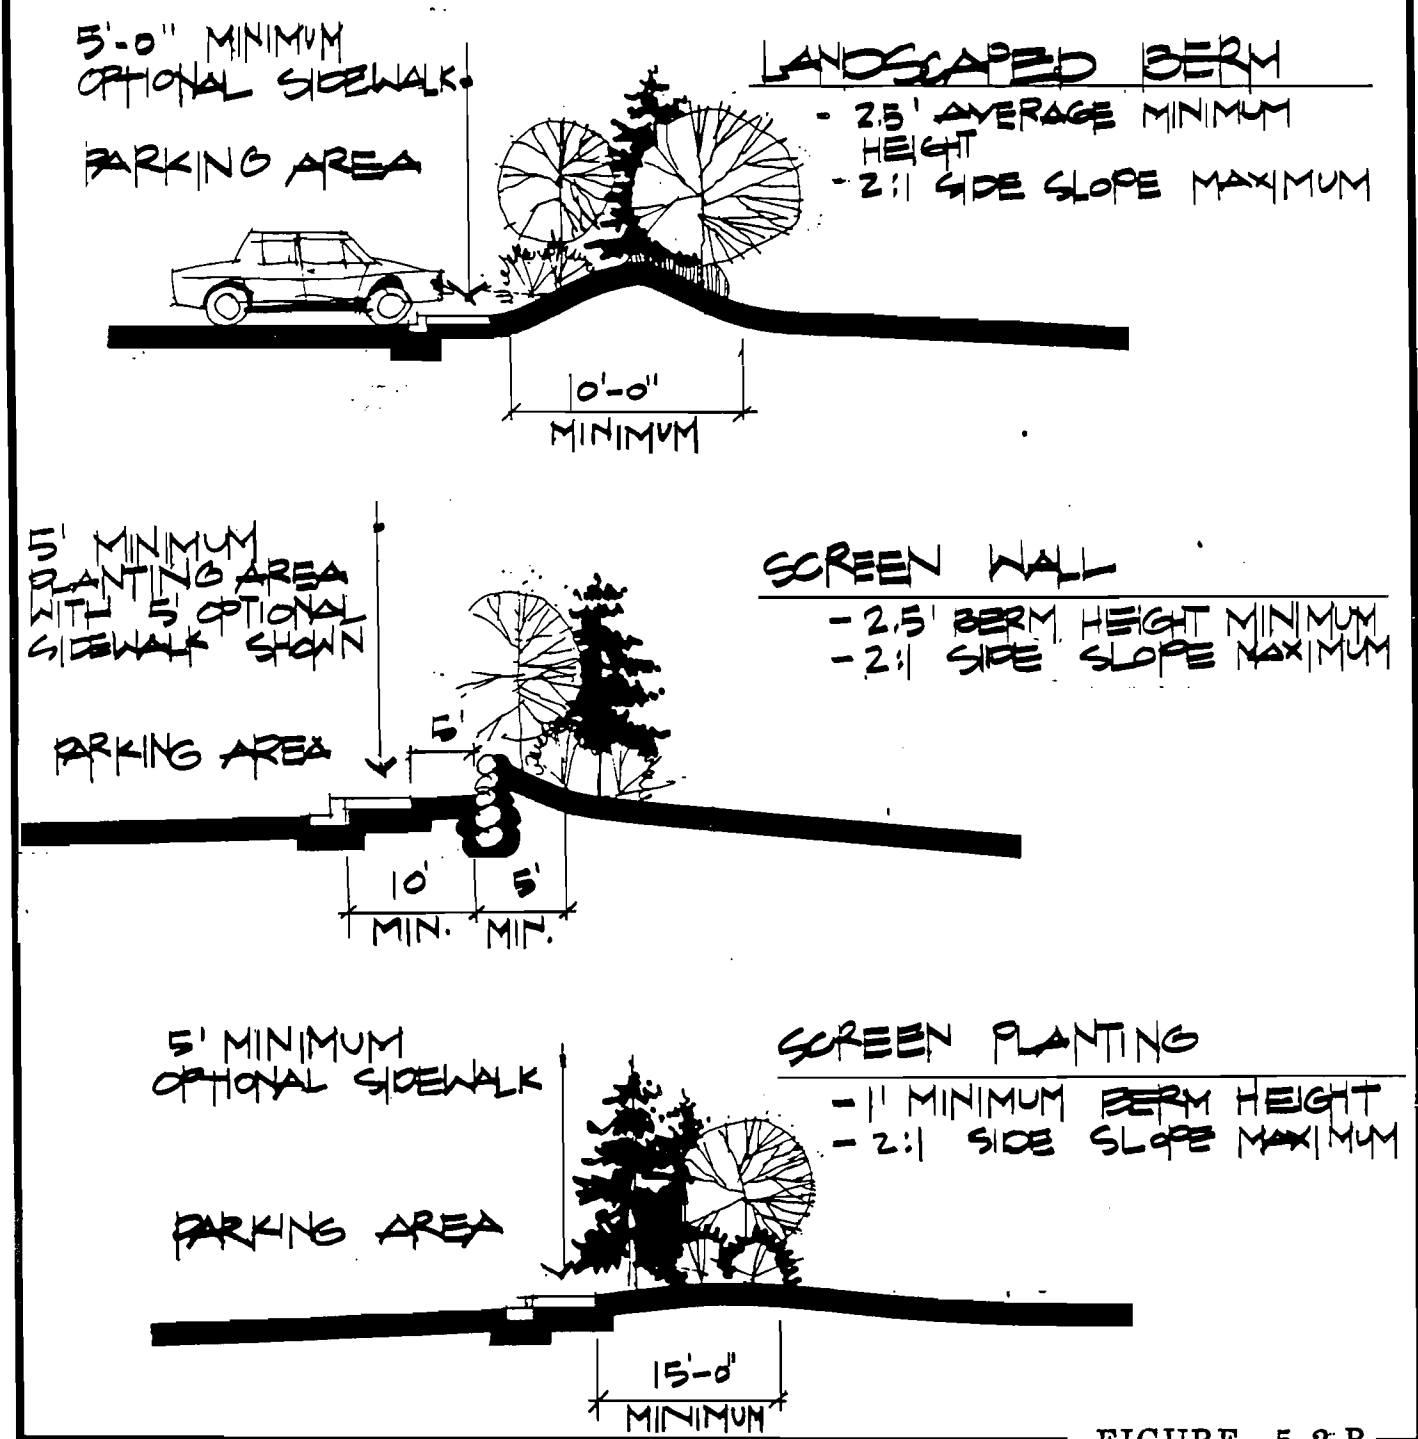 5'-0" MINIMUM
OPTIONAL SIDEWALK
PARKING AREA
LANDSCAPED BERM
- 2.5' AVERAGE MINIMUM
HEIGHT
- 2:1 SIDE SLOPE MAXIMUM
10'-0"
MINIMUM
5' MINIMUM
PLANTING AREA
WITH 5' OPTIONAL
SIDEWALK SHOWN
PARKING AREA
5'
SCREEN WALL
- 2.5' BERM HEIGHT MINIMUM
- 2:1 SIDE SLOPE MAXIMUM
10'
MIN.
5'
MIN.
5' MINIMUM
OPTIONAL SIDEWALK
PARKING AREA
SCREEN PLANTING
- 1' MINIMUM BERM HEIGHT
- 2:1 SIDE SLOPE MAXIMUM
15'-0"
MINIMUM
FIGURE